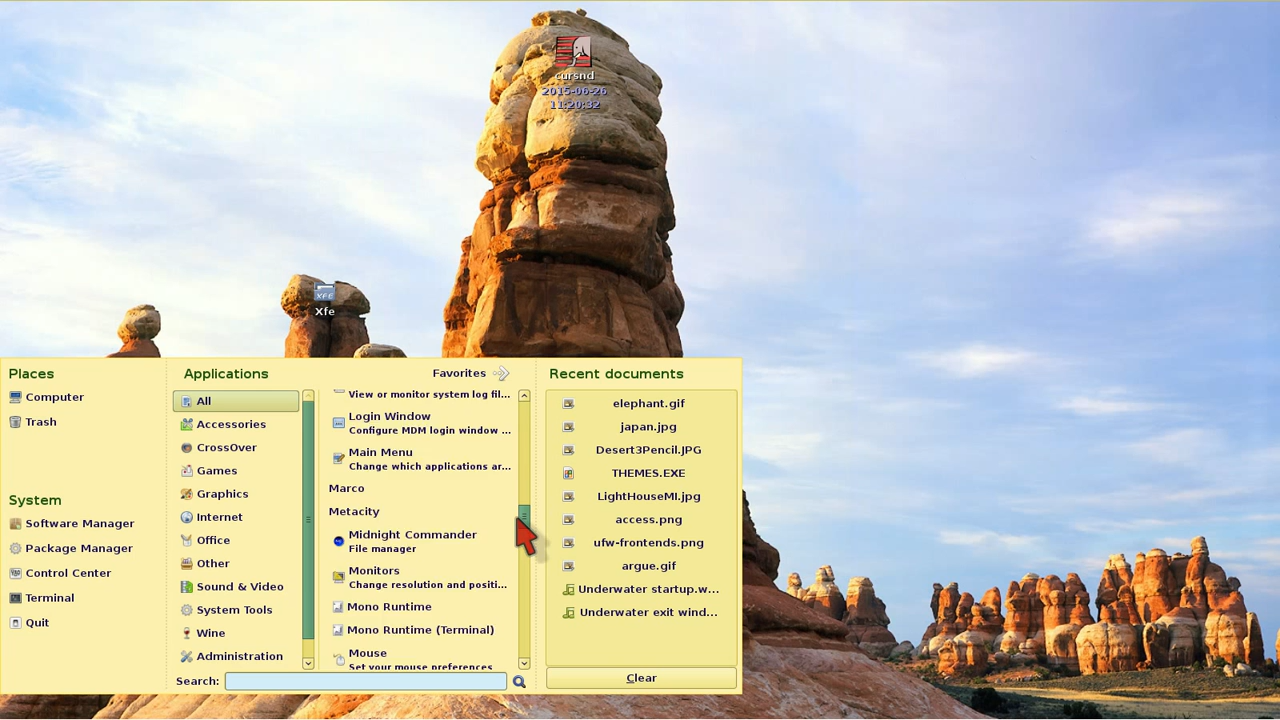 cursnd
2015-06-26
11:20:32
xfe
Xfe
Places
Computer
Trash
System
Software Manager
Package Manager
Control Center
Terminal
Quit
Applications
All
Accessories
CrossOver
Games
Graphics
Internet
Office
Other
Sound & Video
System Tools
Wine
Administration
Favorites
View or monitor system log fil...
Login Window
Configure MDM login window ...
Main Menu
Change which applications ar...
Marco
Metacity
Midnight Commander
File manager
Monitors
Change resolution and positi...
Mono Runtime
Mono Runtime (Terminal)
Mouse
Set your mouse preferences
Search:
Recent documents
elephant.gif
japan.jpg
Desert3Pencil.JPG
THEMES.EXE
LightHouseMI.jpg
access.png
ufw-frontends.png
argue.gif
Underwater startup.w...
Underwater exit wind...
Clear